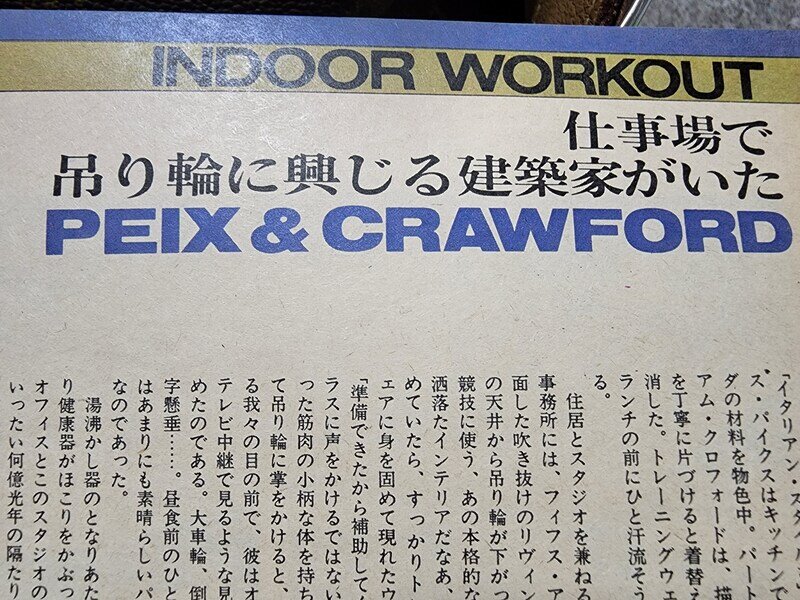 INDOOR WORKOUT
仕事場で
吊り輪に興じる建築家がいた
PEIX & CRAWFORD
「イタリアン・スタイル
ス・パイクスはキッチンで
ダの材料を物色中。パート
アム・クロフォードは、描
を丁寧に片づけると着替え
消した。トレーニングウェ
ランチの前にひと汗流そう
る。
住居とスタジオを兼ねる
事務所には、フィフス・ア
面した吹き抜けのリヴィン
の天井から吊り輪が下がっ
競技に使う、あの本格的な
洒落たインテリアだなあ、
めていたら、すっかりト
ェアに身を固めて現れたウ
「準備できたから補助して
ラスに声をかけるではない
った筋肉の小柄な体を持ち
て吊り輪に掌をかけると、
る我々の目の前で、彼はオ
テレビ中継で見るような見
めたのである。大車輪、倒
字懸垂……。昼食前のひと
はあまりにも素晴らしいパ
なのであった。
湯沸かし器のとなりあた
り健康器がほこりをかぶっ
オフィスとこのスタジオの
いったい何億光年の隔たり